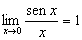 lim x→0 sen x / x = 1